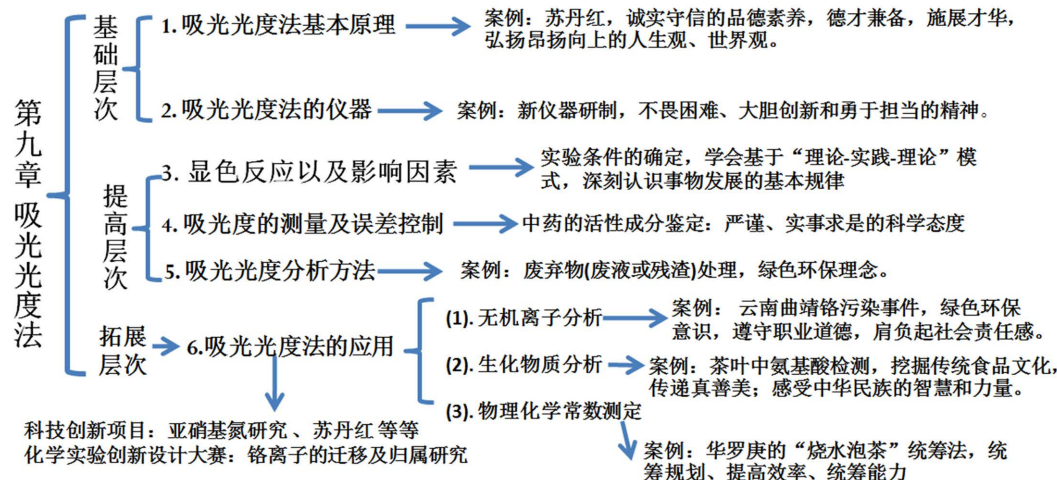 第九章 吸光光度法
基础层次
1. 吸光光度法基本原理
案例：苏丹红，诚实守信的品德素养，德才兼备，施展才华，
弘扬昂扬向上的人生观、世界观。
2. 吸光光度法的仪器
案例：新仪器研制，不畏困难、大胆创新和勇于担当的精神。
提高层次
3. 显色反应以及影响因素
实验条件的确定，学会基于“理论-实践-理论”模
式，深刻认识事物发展的基本规律
4. 吸光度的测量及误差控制
中药的活性成分鉴定：严谨、实事求是的科学态度
5. 吸光光度分析方法
案例：废弃物(废液或残渣)处理，绿色环保理念。
拓展
层次
6.吸光光度法的应用
(1). 无机离子分析
案例： 云南曲靖铬污染事件，绿色环保
意识，遵守职业道德，肩负起社会责任感。
(2). 生化物质分析
案例：茶叶中氨基酸检测，挖掘传统食品文化，
传递真善美；感受中华民族的智慧和力量。
(3). 物理化学常数测定
案例：华罗庚的“烧水泡茶”统筹法，统
筹规划、提高效率、统筹能力
科技创新项目：亚硝基氮研究 、苏丹红 等等
化学实验创新设计大赛：铬离子的迁移及归属研究